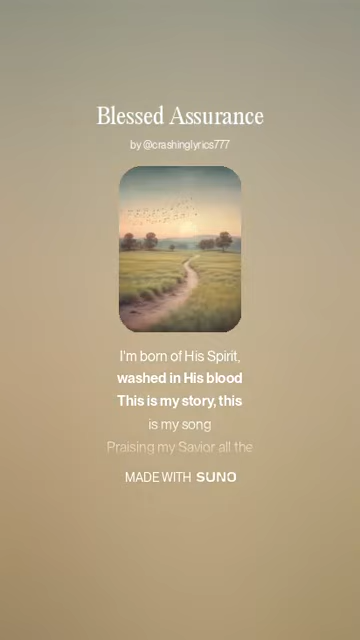 Blessed Assurance
by @crashinglyrics777
I'm born of His Spirit,
washed in His blood
This is my story, this
is my song
Praising my Savior all the
MADE WITH SUNO